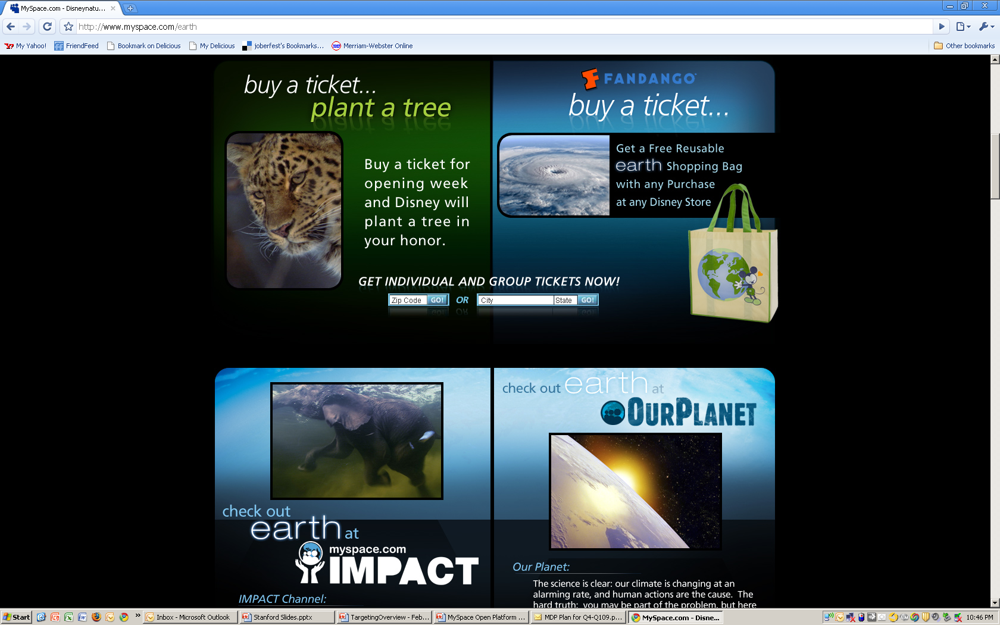 MySpace.com - Disneynatu...
http://www.myspace.com/earth
My Yahoo!
FriendFeed
Bookmark on Delicious
My Delicious
joberfest's Bookmarks...
Merriam-Webster Online
Other bookmarks
buy a ticket...
plant a tree
Buy a ticket for
opening week
and Disney will
plant a tree in
your honor.
FANDANGO
buy a ticket...
Get a Free Reusable
earth Shopping Bag
with any Purchase
at any Disney Store
GET INDIVIDUAL AND GROUP TICKETS NOW!
Zip Code GO! OR City State GO!
check out
earth at
myspace.com
IMPACT
IMPACT Channel:
check out earth at
OURPLANET
Our Planet:
The science is clear: our climate is changing at an
alarming rate, and human actions are the cause. The
hard truth: you may be part of the problem, but here
Start
Inbox - Microsoft Outlook
Stanford Slides.pptx
TargetingOverview - Feb...
MySpace Open Platform ...
MDP Plan for Q4-Q109.p...
MySpace.com - Disne...
10:46 PM